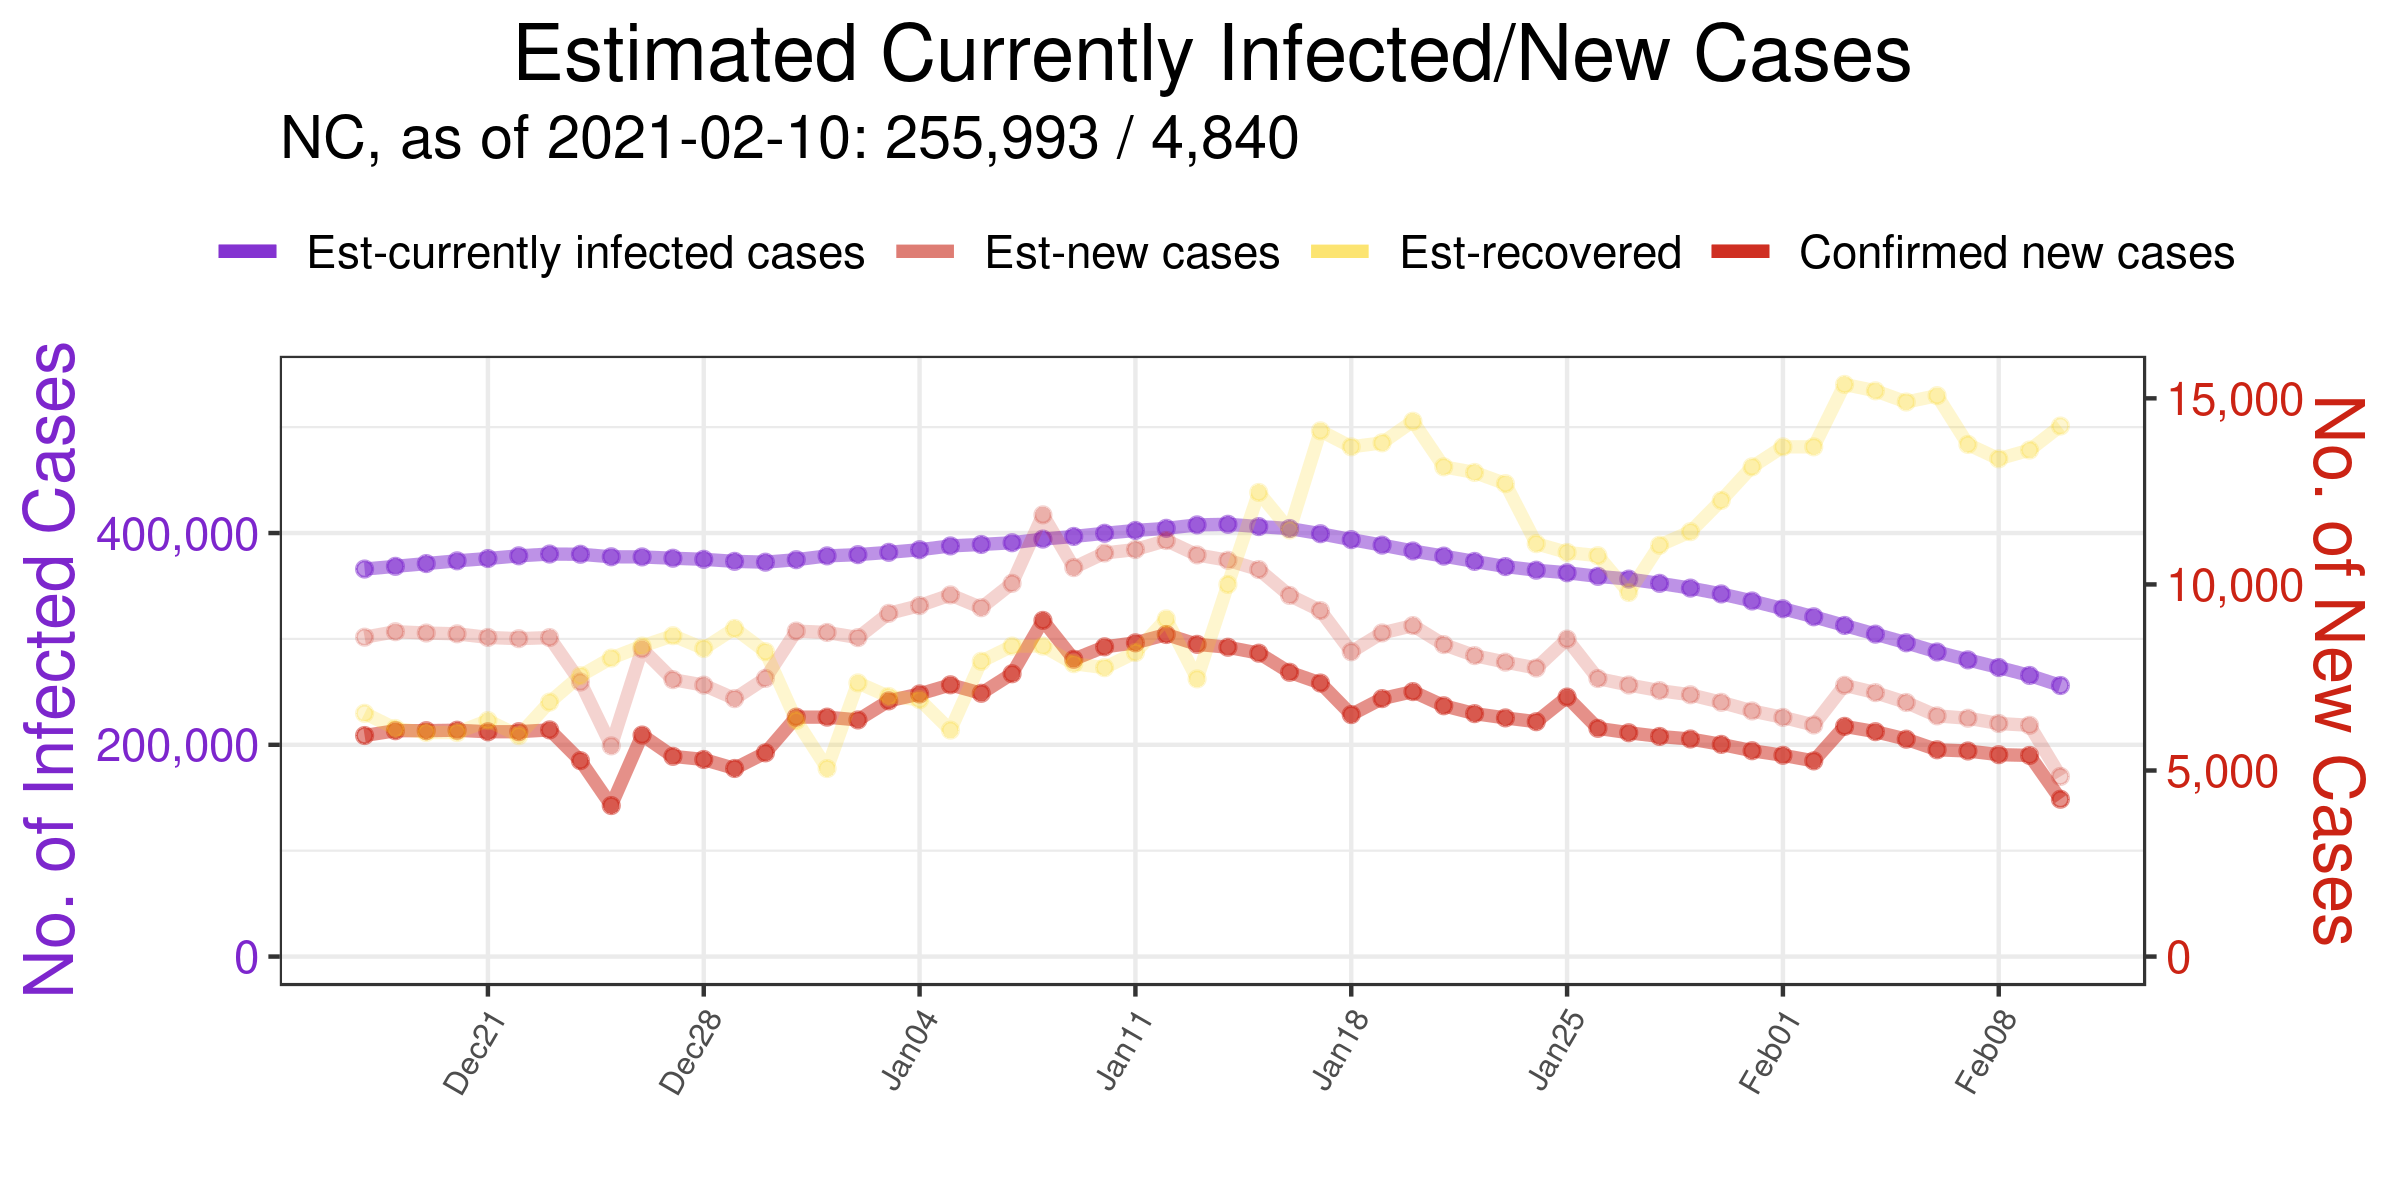 Estimated Currently Infected/New Cases
NC, as of 2021-02-10: 255,993 / 4,840
Est-currently infected cases Est-new cases Est-recovered Confirmed new cases
No. of Infected Cases
400,000
200,000
0
15,000
10,000
5,000
0
No. of New Cases
Dec21 Dec28 Jan04 Jan11 Jan18 Jan25 Feb01 Feb08